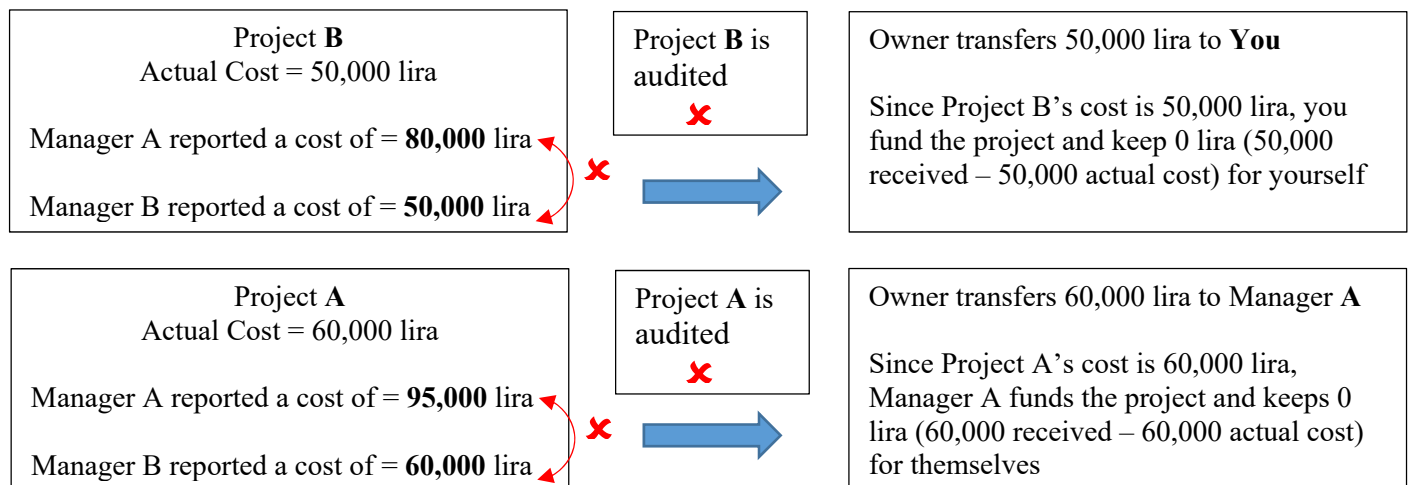 Project B
Actual Cost = 50,000 lira
Manager A reported a cost of = 80,000 lira
Manager B reported a cost of = 50,000 lira
Project B is
audited
Owner transfers 50,000 lira to You
Since Project B's cost is 50,000 lira, you
fund the project and keep 0 lira (50,000
received – 50,000 actual cost) for yourself
Project A
Actual Cost = 60,000 lira
Manager A reported a cost of = 95,000 lira
Manager B reported a cost of = 60,000 lira
Project A is
audited
Owner transfers 60,000 lira to Manager A
Since Project A's cost is 60,000 lira,
Manager A funds the project and keeps 0
lira (60,000 received – 60,000 actual cost)
for themselves